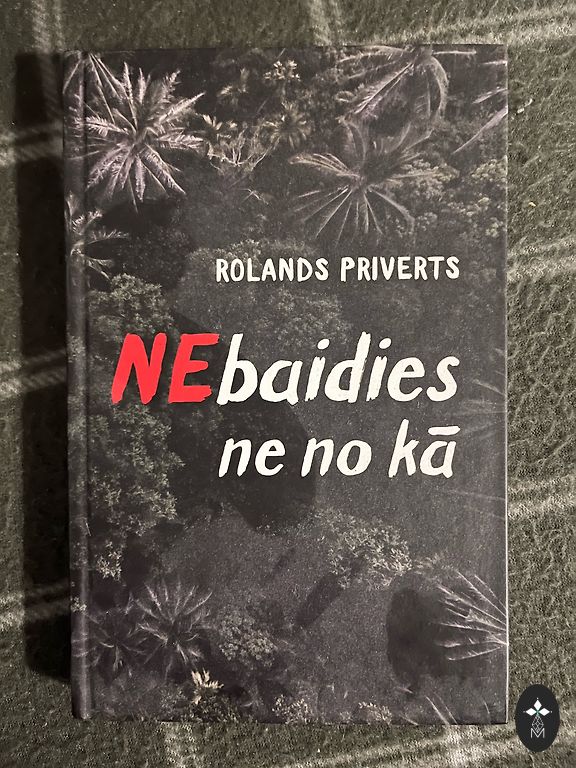 ROLANDS PRIVERTS
NEbaidies
ne no kā